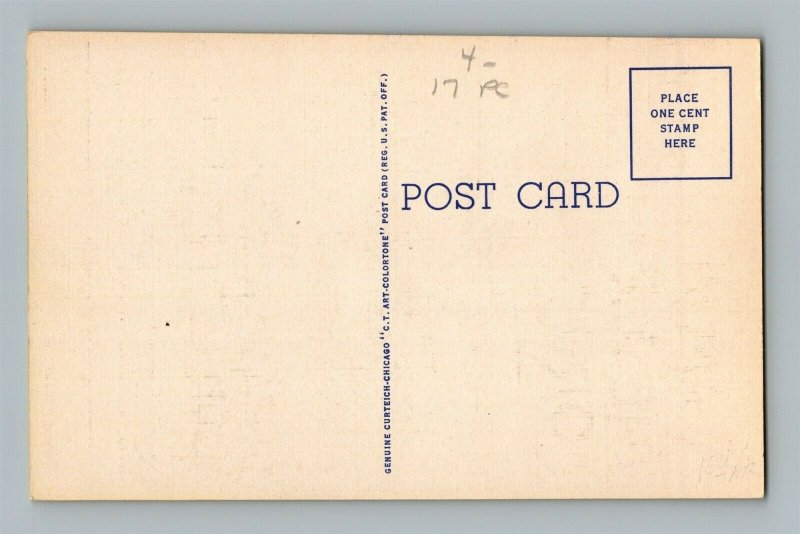 4-
17 PC
PLACE
ONE CENT
STAMP
HERE
POST CARD
GENUINE CURTEICH-CHICAGO "C.T. ART-COLORTONE" POST CARD (REG. U.S. PAT. OFF.)